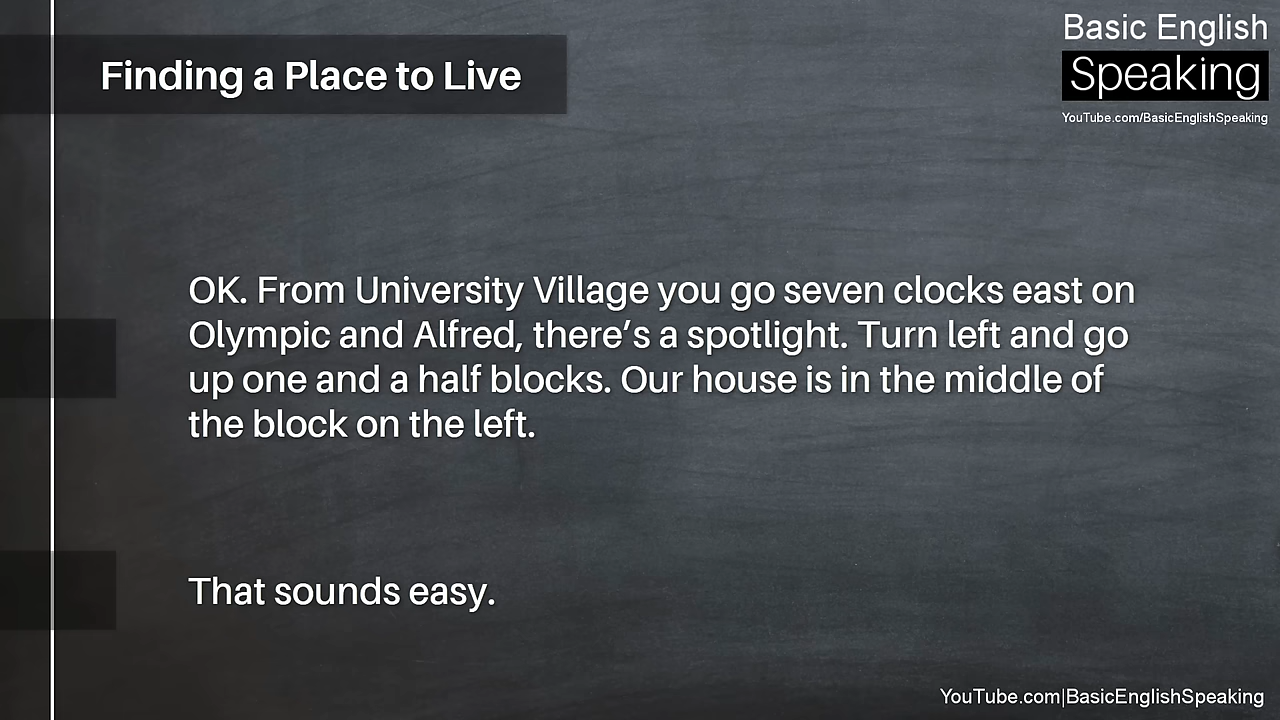 Basic English
Speaking
YouTube.com/BasicEnglishSpeaking
Finding a Place to Live
OK. From University Village you go seven clocks east on
Olympic and Alfred, there’s a spotlight. Turn left and go
up one and a half blocks. Our house is in the middle of
the block on the left.
That sounds easy.
YouTube.com|BasicEnglishSpeaking